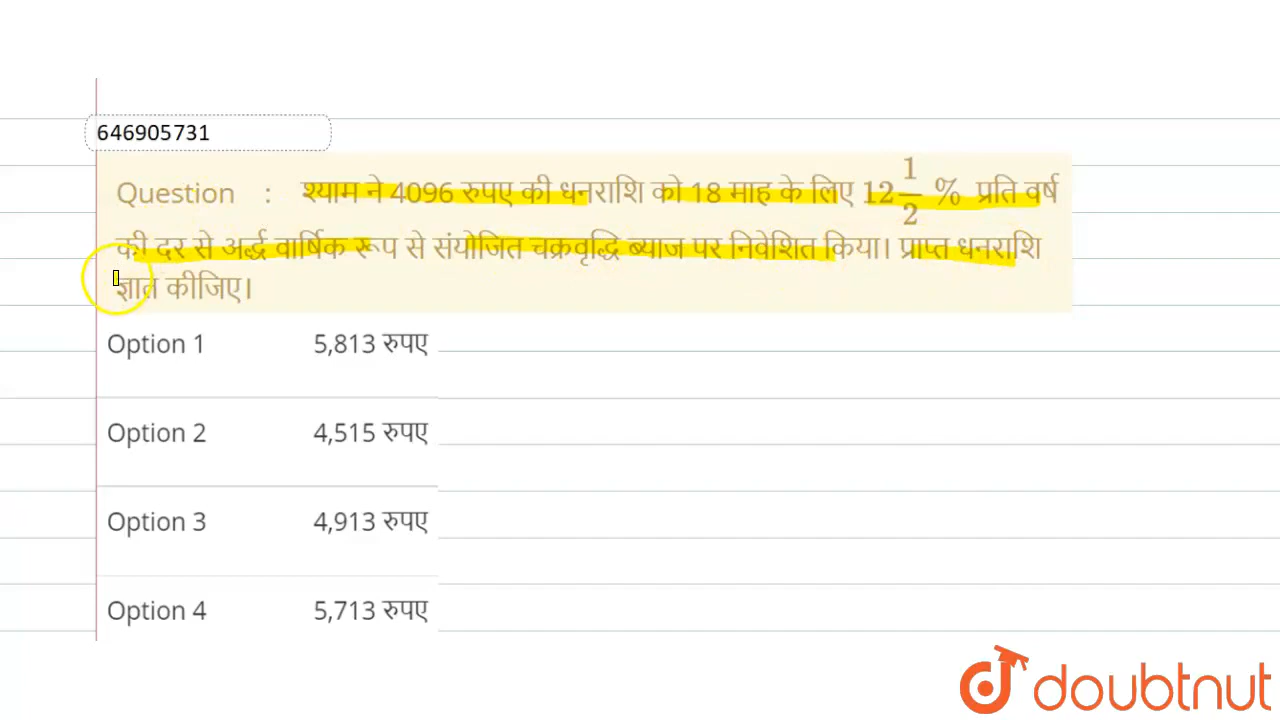 646905731
Question : श्याम ने 4096 रुपए की धनराशि को 18 माह के लिए 12 1/2 % प्रति वर्ष
की दर से अर्द्ध वार्षिक रूप से संयोजित चक्रवृद्धि ब्याज पर निवेशित किया। प्राप्त धनराशि
ज्ञात कीजिए।
Option 1 5,813 रुपए
Option 2 4,515 रुपए
Option 3 4,913 रुपए
Option 4 5,713 रुपए
doubtnut